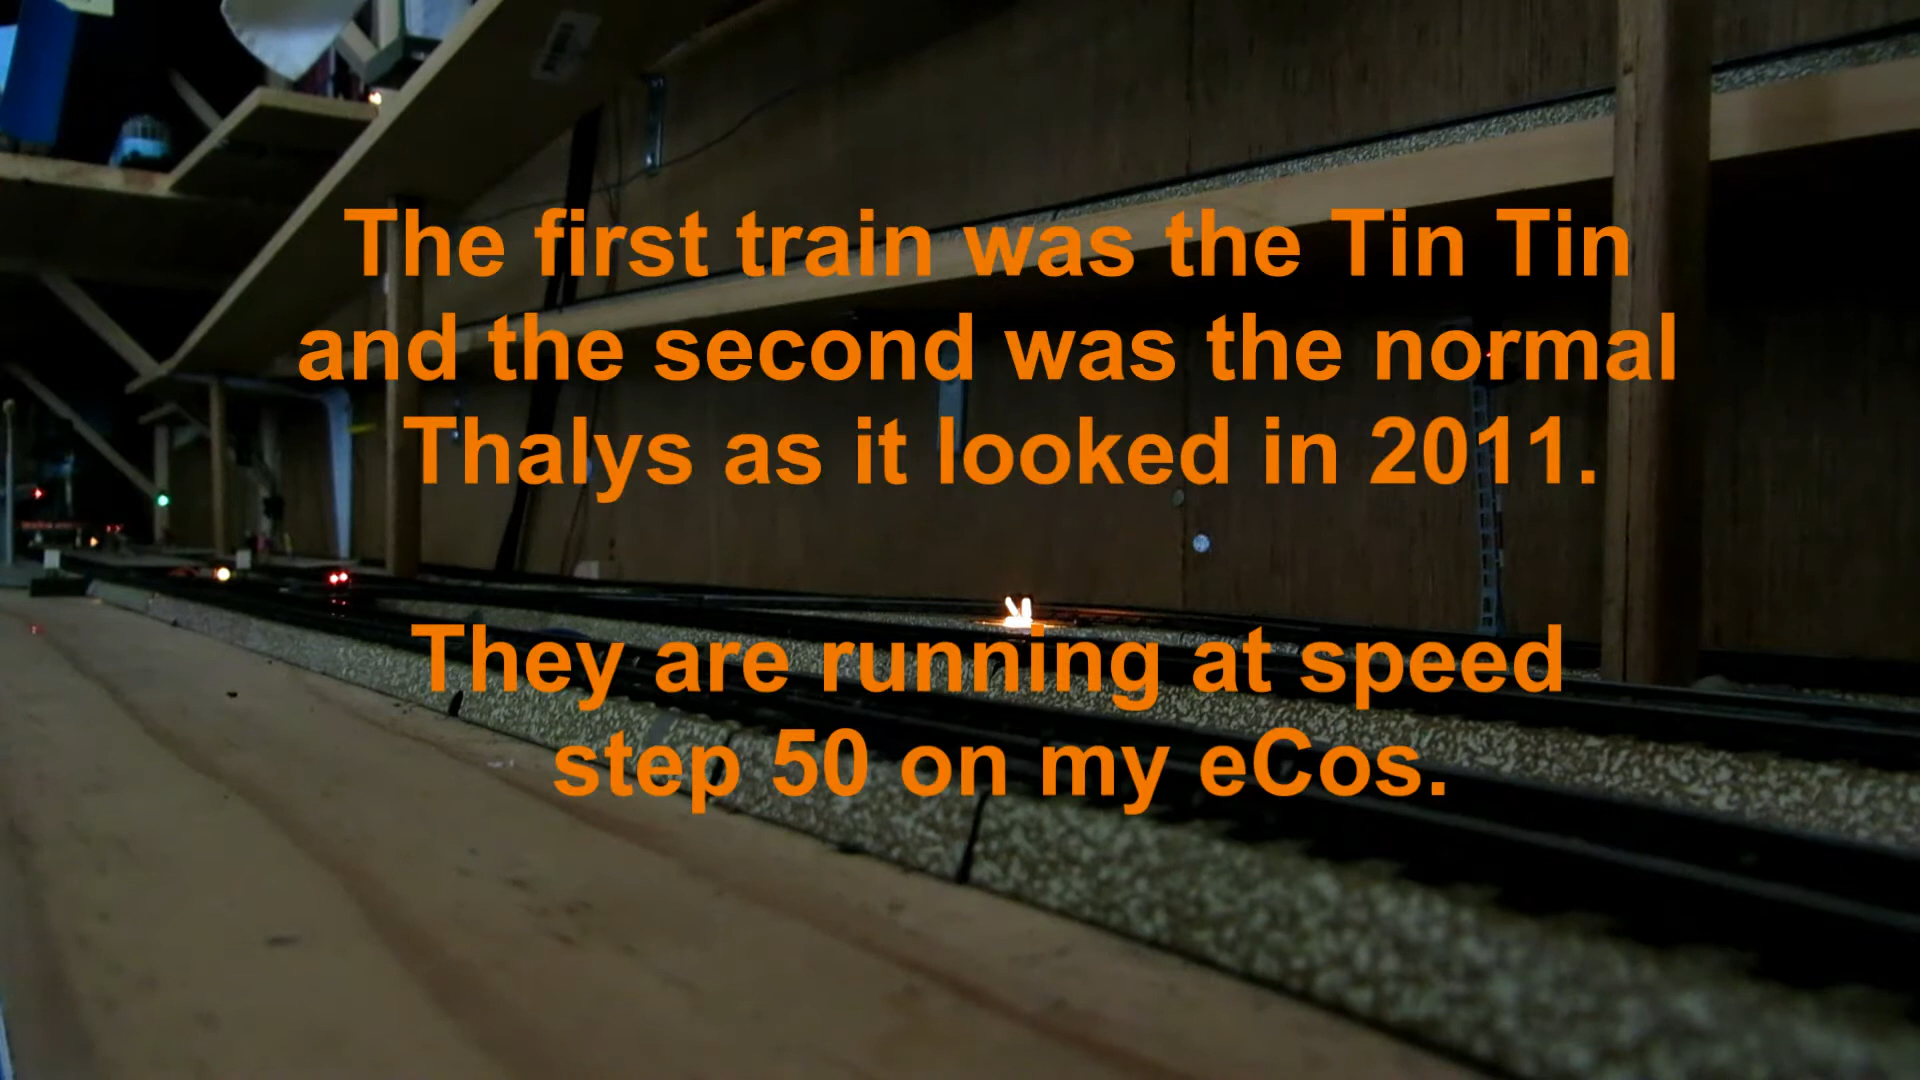 The first train was the Tin Tin
and the second was the normal
Thalys as it looked in 2011.
They are running at speed
step 50 on my eCos.